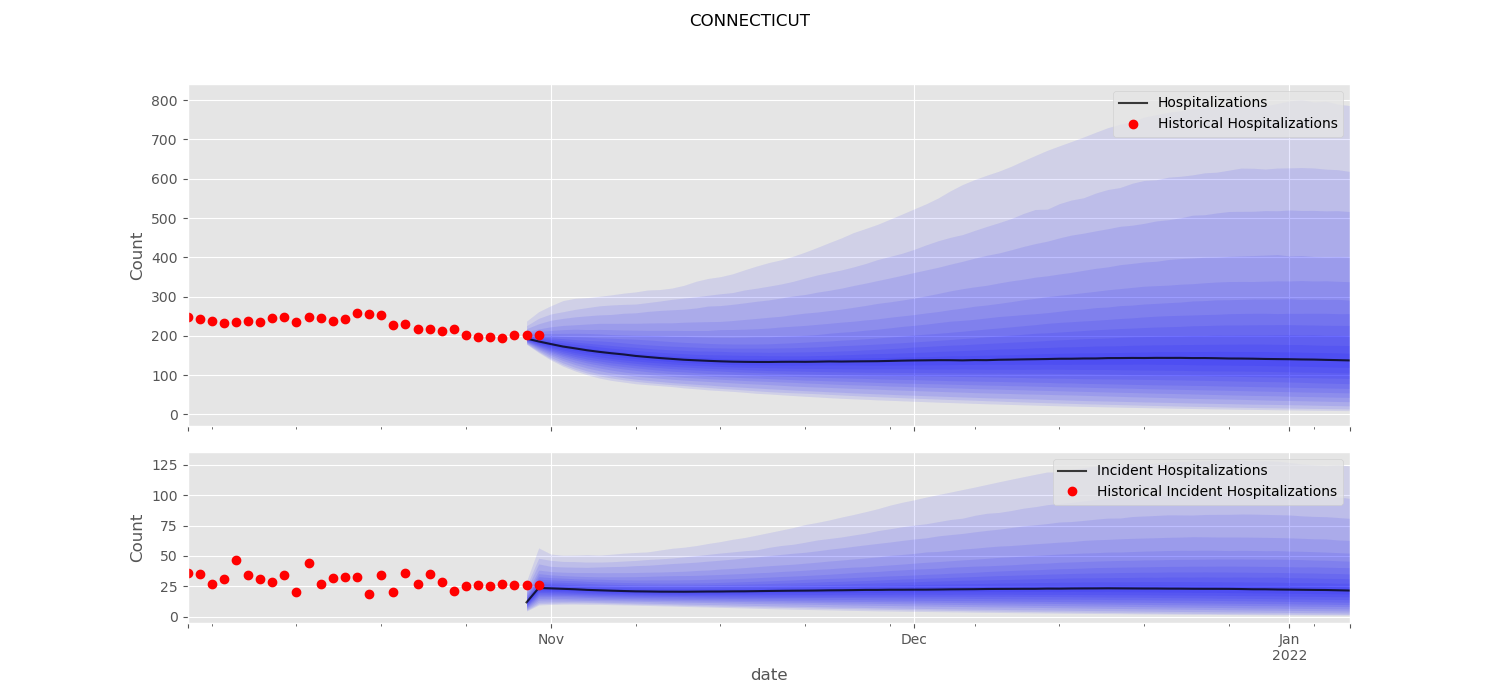 CONNECTICUT
800
700
600
500
400
300
200
100
0
Count
Hospitalizations
Historical Hospitalizations
125
100
75
50
25
0
Count
Incident Hospitalizations
Historical Incident Hospitalizations
Nov
Dec
Jan
2022
date